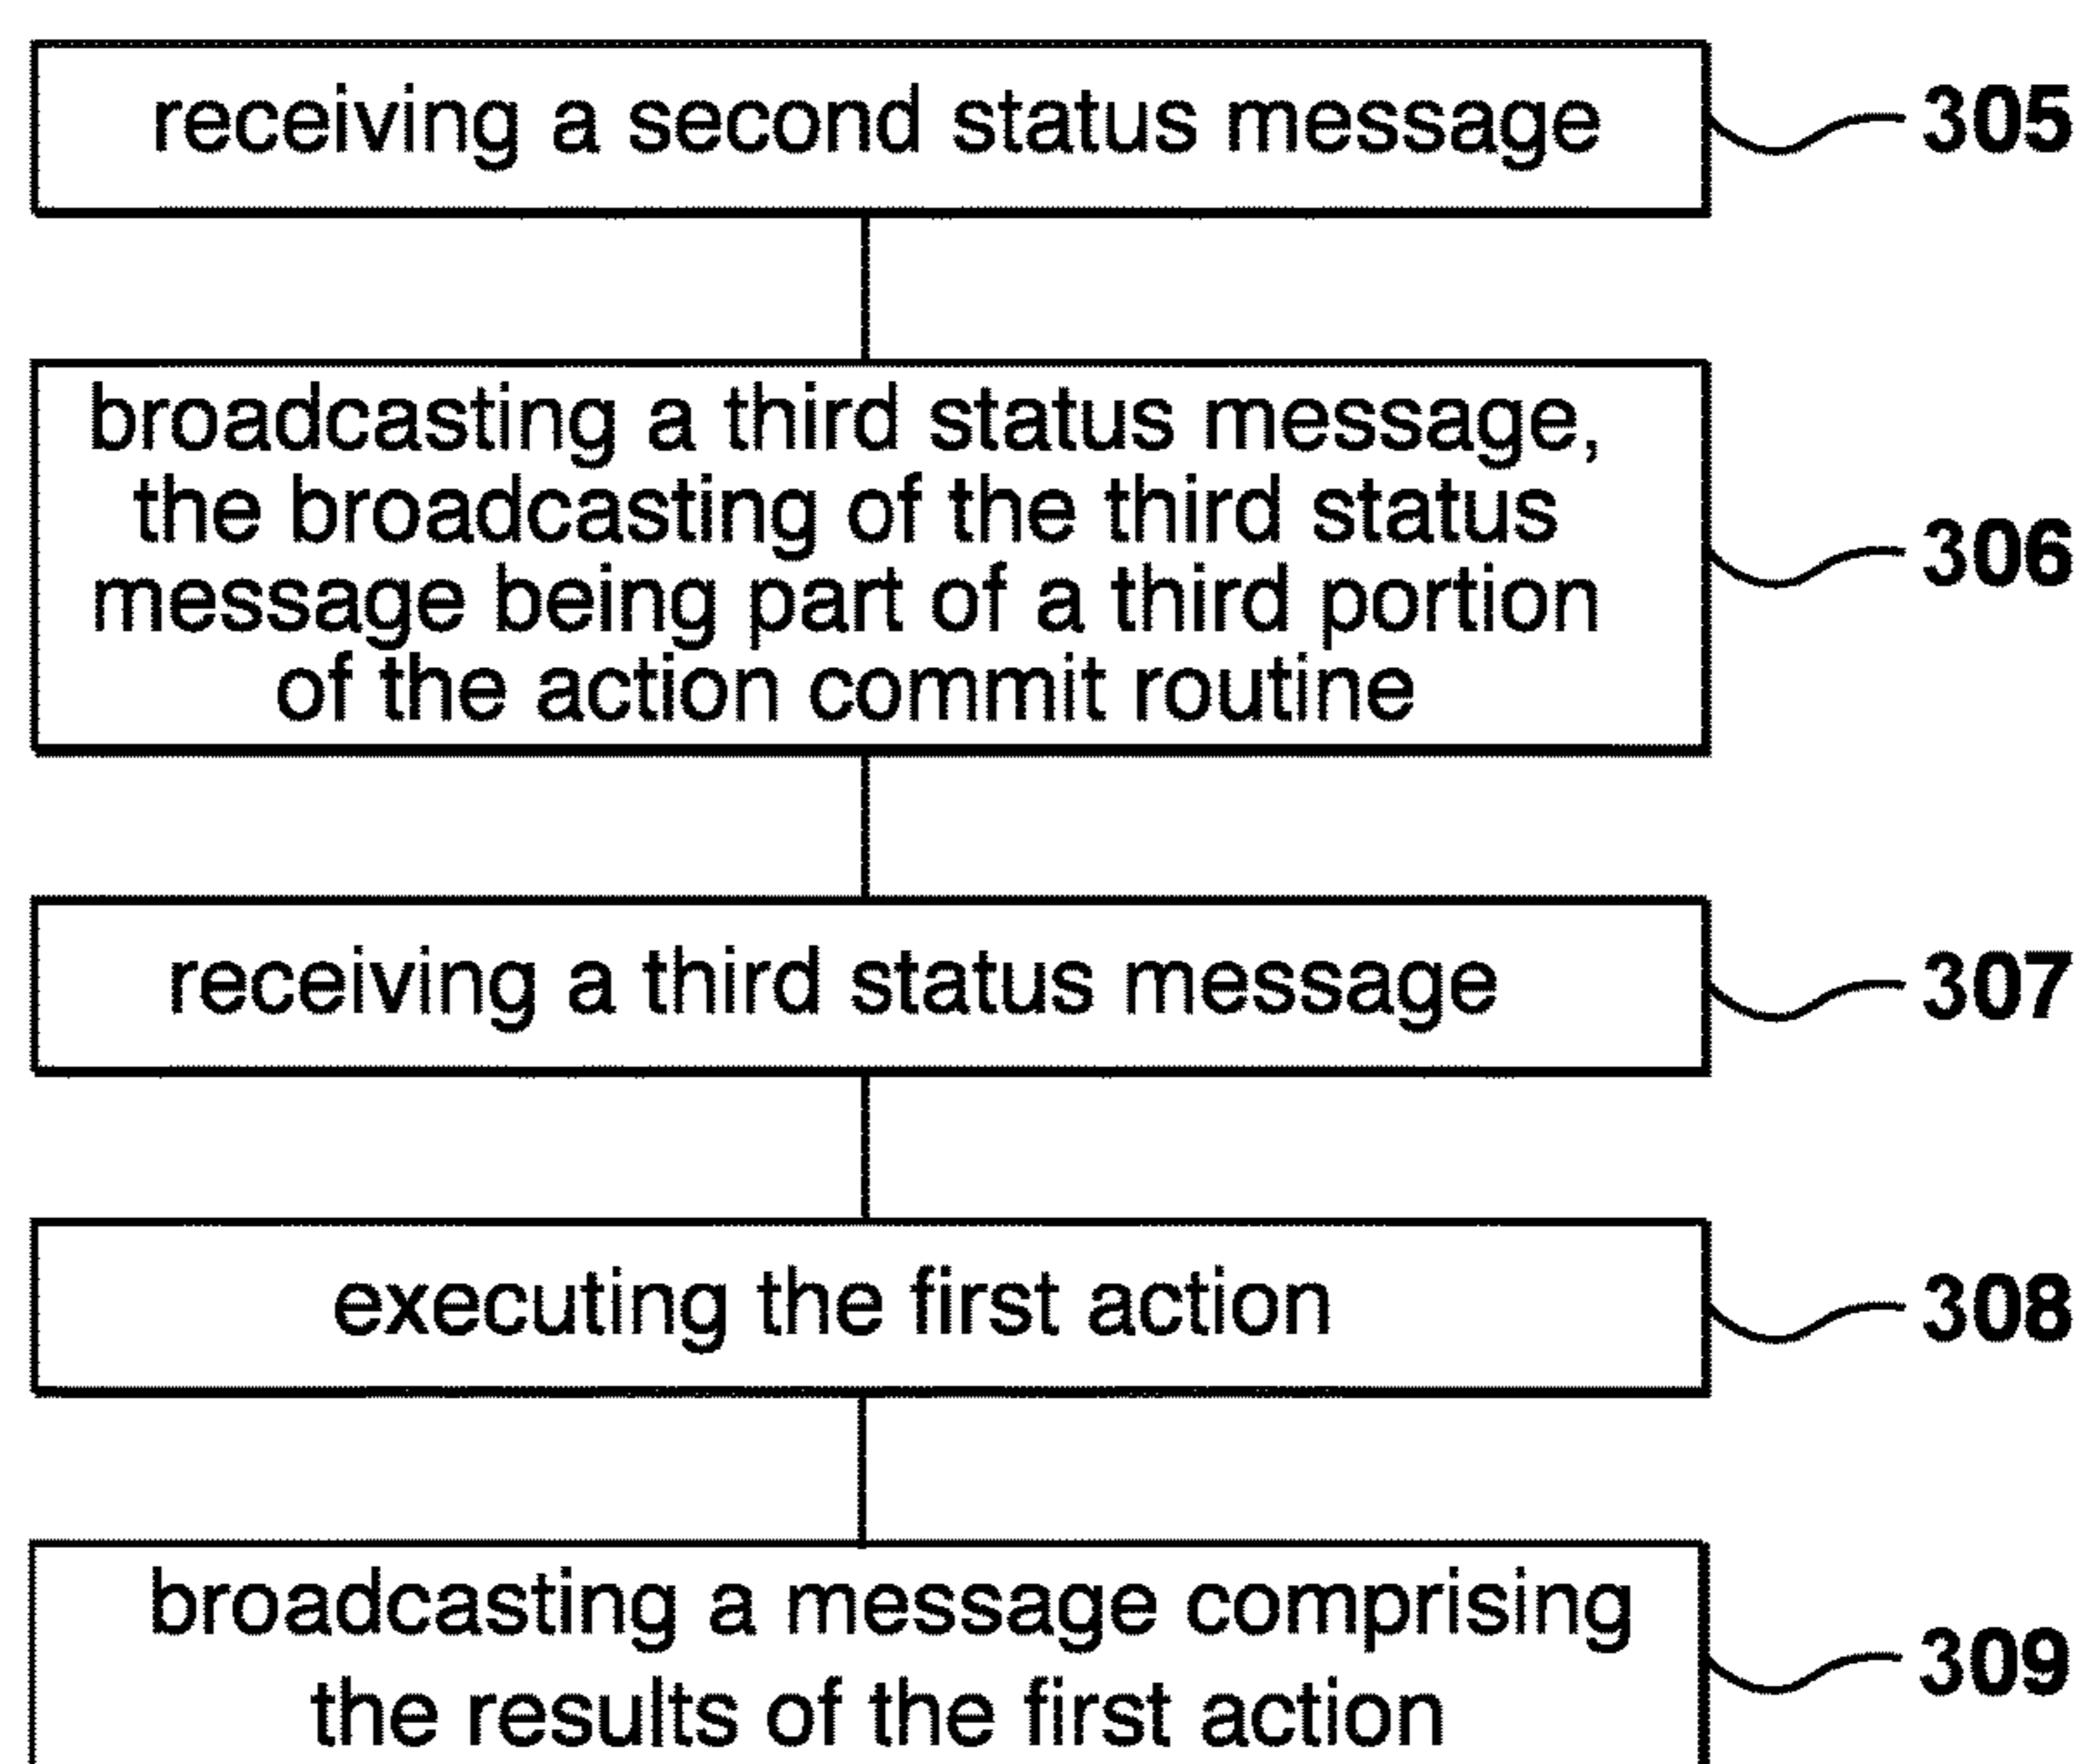 receiving a second status message
305
broadcasting a third status message,
the broadcasting of the third status
message being part of a third portion
of the action commit routine
306
receiving a third status message
307
executing the first action
308
broadcasting a message comprising
the results of the first action
309